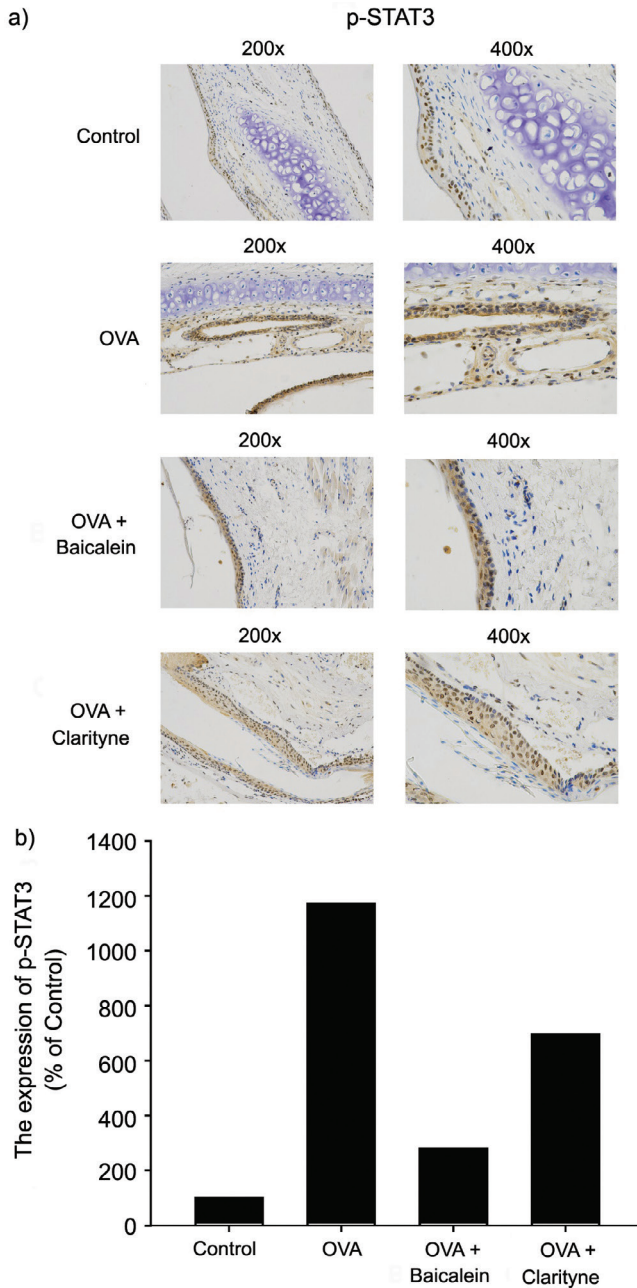 a)
p-STAT3
200x
400x
Control
200x
400x
OVA
200x
400x
OVA +
Baicalein
200x
400x
OVA +
Clarityne
b)
The expression of p-STAT3
(% of Control)
1400
1200
1000
800
600
400
200
0
Control
OVA
OVA +
Baicalein
OVA +
Clarityne